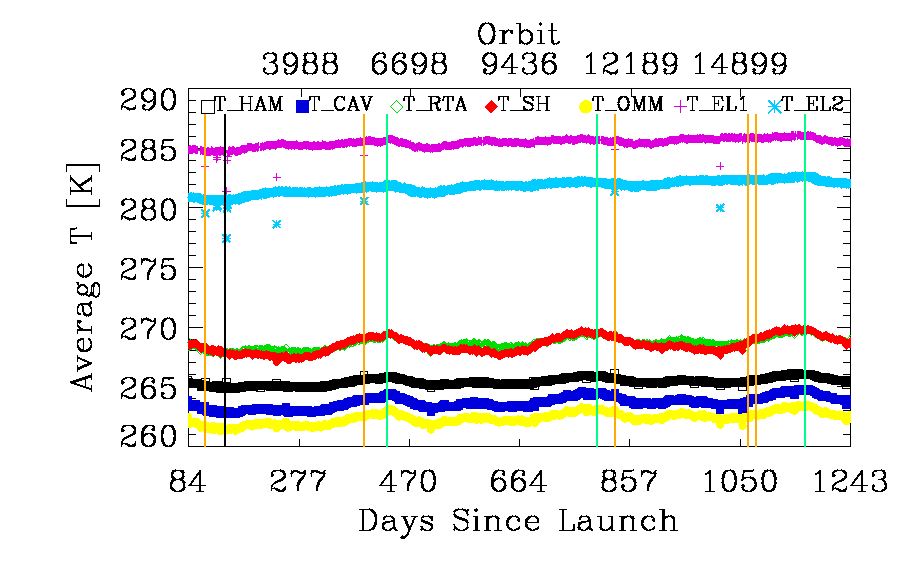 Orbit
3988 6698 9436 12189 14899
T_HAM T_CAV T_RTA T_SH T_OMM T_EL1 T_EL2
290
285
280
275
270
265
260
Average T [K]
84 277 470 664 857 1050 1243
Days Since Launch